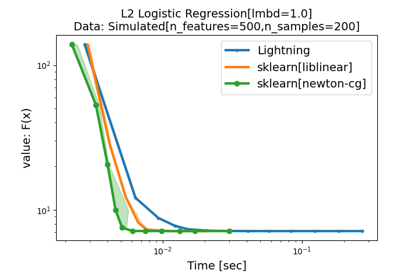 L2 Logistic Regression[lmbd=1.0]
Data: Simulated[n_features=500,n_samples=200]
Lightning
sklearn[liblinear]
sklearn[newton-cg]
value: F(x)
10²
10¹
10⁻²
10⁻¹
Time [sec]